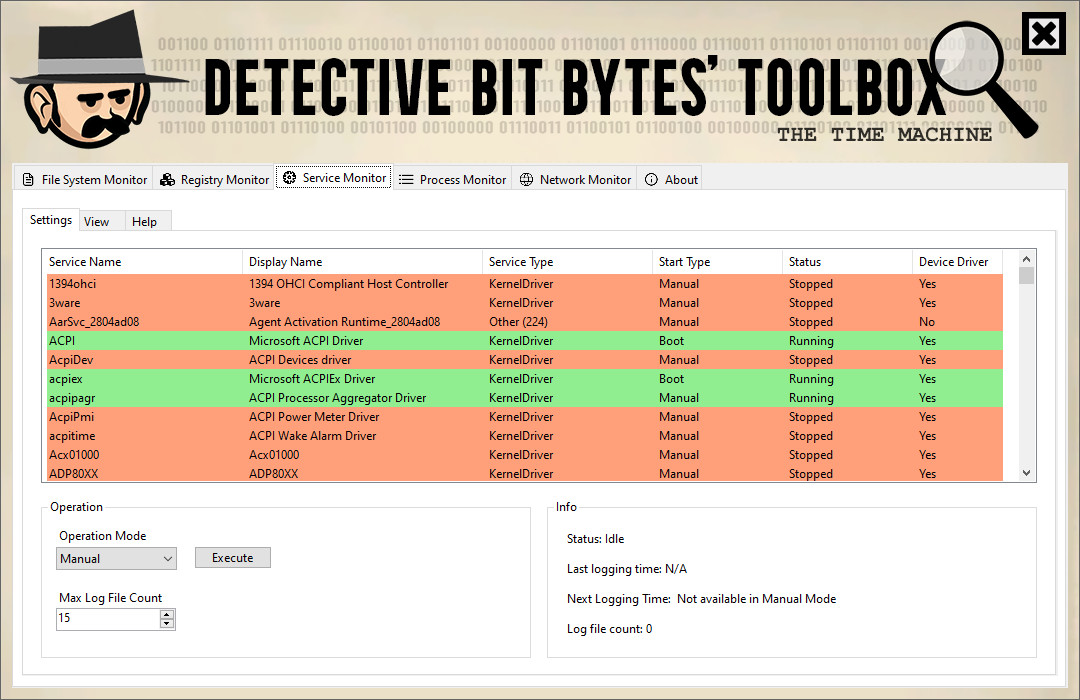 001100 01101111 01110010 01100101 01101101 00100000 01101001 01110000 01110011 01110101 01101101 001
DETECTIVE BIT BYTES' TOOLBOX
101100 01101001 01110100 00101100 00100000 01110011 01100101 00100
THE TIME MACHINE
File System Monitor Registry Monitor Service Monitor Process Monitor Network Monitor About
Settings View Help
Service Name Display Name Service Type Start Type Status Device Driver
1394ohci 1394 OHCI Compliant Host Controller KernelDriver Manual Stopped Yes
3ware 3ware KernelDriver Manual Stopped Yes
AarSvc_2804ad08 Agent Activation Runtime_2804ad08 Other (224) Manual Stopped No
ACPI Microsoft ACPI Driver KernelDriver Boot Running Yes
AcpiDev ACPI Devices driver KernelDriver Manual Stopped Yes
acpiex Microsoft ACPIEx Driver KernelDriver Boot Running Yes
acpipagr ACPI Processor Aggregator Driver KernelDriver Manual Running Yes
AcpiPmi ACPI Power Meter Driver KernelDriver Manual Stopped Yes
acpitime ACPI Wake Alarm Driver KernelDriver Manual Stopped Yes
Acx01000 Acx01000 KernelDriver Manual Stopped Yes
ADP80XX ADP80XX KernelDriver Manual Stopped Yes
Operation
Operation Mode
Manual Execute
Max Log File Count
15
Info
Status: Idle
Last logging time: N/A
Next Logging Time: Not available in Manual Mode
Log file count: 0